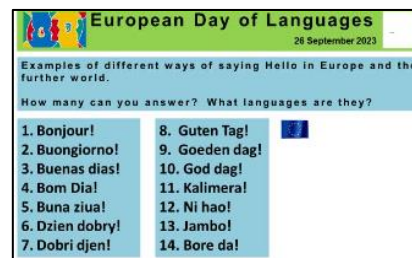 European Day of Languages
26 September 2023
Examples of different ways of saying Hello in Europe and the
further world.
How many can you answer? What languages are they?
1. Bonjour!
2. Buongiorno!
3. Buenas dias!
4. Bom Dia!
5. Buna ziua!
6. Dzien dobry!
7. Dobri djen!
8. Guten Tag!
9. Goeden dag!
10. God dag!
11. Kalimera!
12. Ni hao!
13. Jambo!
14. Bore da!